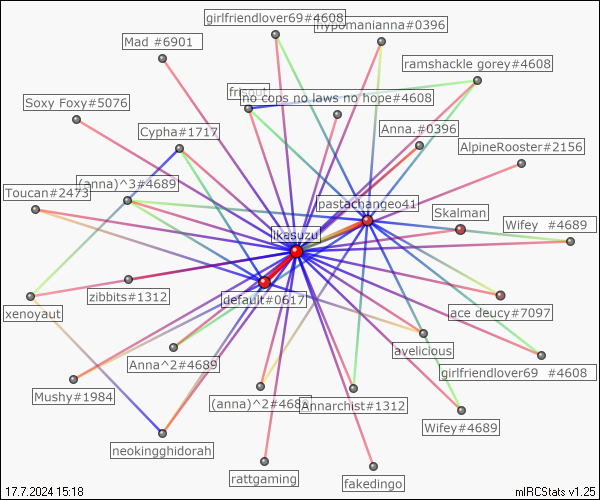 girlfriendlover69#4608
hypomanianna#0396
Mad #6901
ramshackle gorey#4608
no cops no laws no hope#4608
Soxy Foxy#5076
Cypha#1717
Anna.#0396
AlpineRooster#2156
Toucan#2473
(anna)^3#4689
pastachangeo41
Skalman
Wifey #4689
ikasuzu
zibbits#1312
default#0617
xenoyaut
ace deucy#7097
avelicious
Anna^2#4689
girlfriendlover69 #4608
Mushy#1984
(anna)^2#4689
Annarchist#1312
Wifey#4689
neokingghidorah
rattgaming
fakedingo
17.7.2024 15:18
mIRCStats v1.25